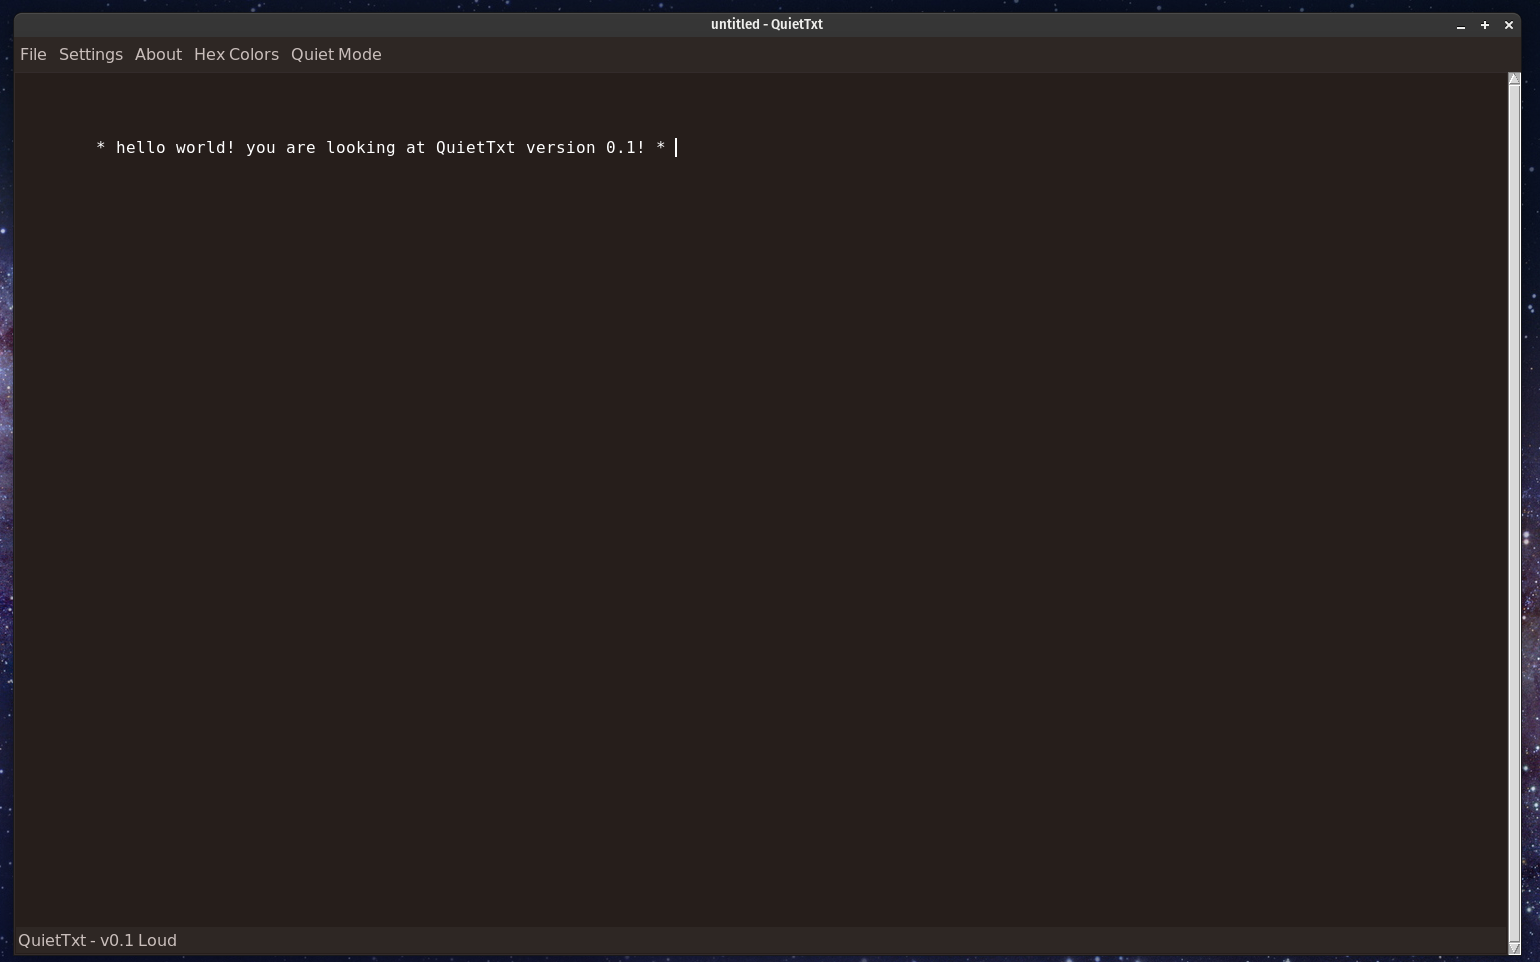 untitled - QuietTxt
File Settings About Hex Colors Quiet Mode
* hello world! you are looking at QuietTxt version 0.1! *
QuietTxt - v0.1 Loud